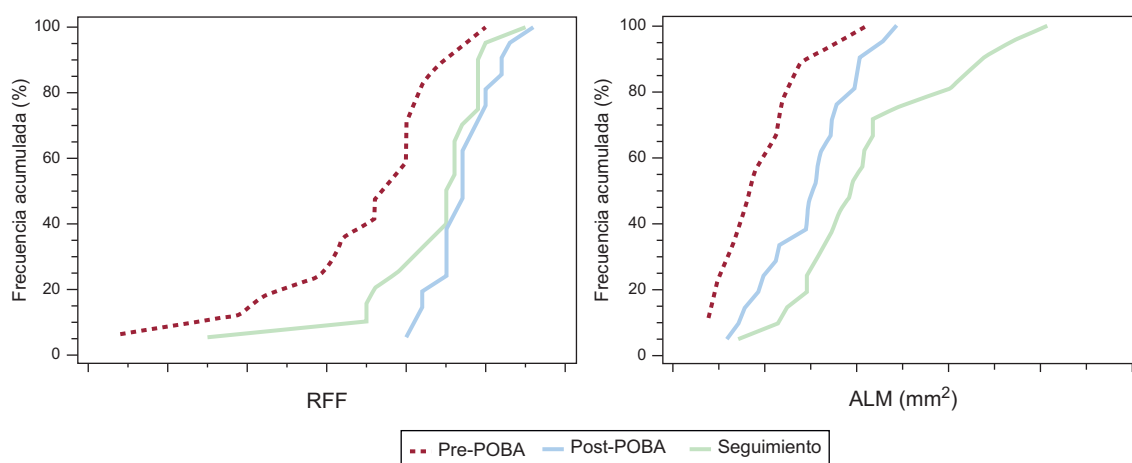 100
80
60
40
20
0
Frecuencia acumulada (%)
RFF
100
80
60
40
20
0
Frecuencia acumulada (%)
ALM (mm²)
Pre-POBA Post-POBA Seguimiento